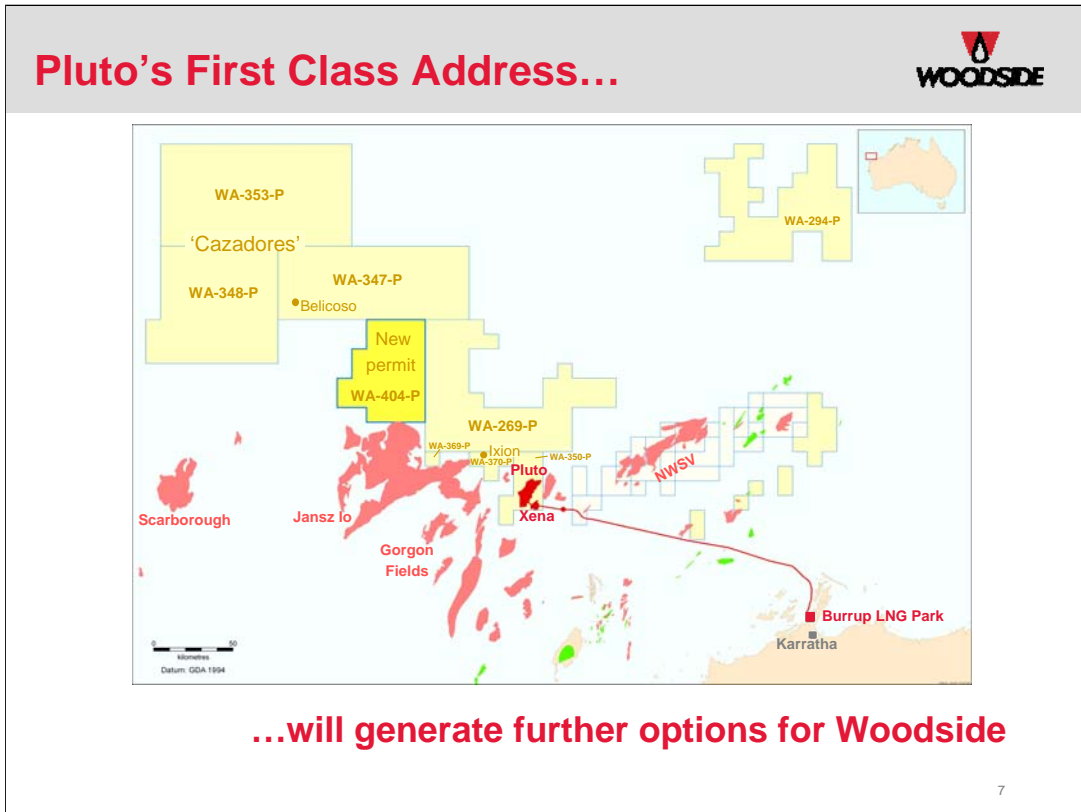 Pluto's First Class Address…
WOODSIDE
WA-353-P
WA-294-P
'Cazadores'
WA-347-P
WA-348-P
Belicoso
New
permit
WA-404-P
WA-269-P
WA-369-P
Ixion
WA-350-P
WA-370-P
Pluto
NWSV
Scarborough
Jansz Io
Xena
Gorgon
Fields
Burrup LNG Park
Karratha
0 50
kilometres
Datum: GDA 1994
…will generate further options for Woodside
7